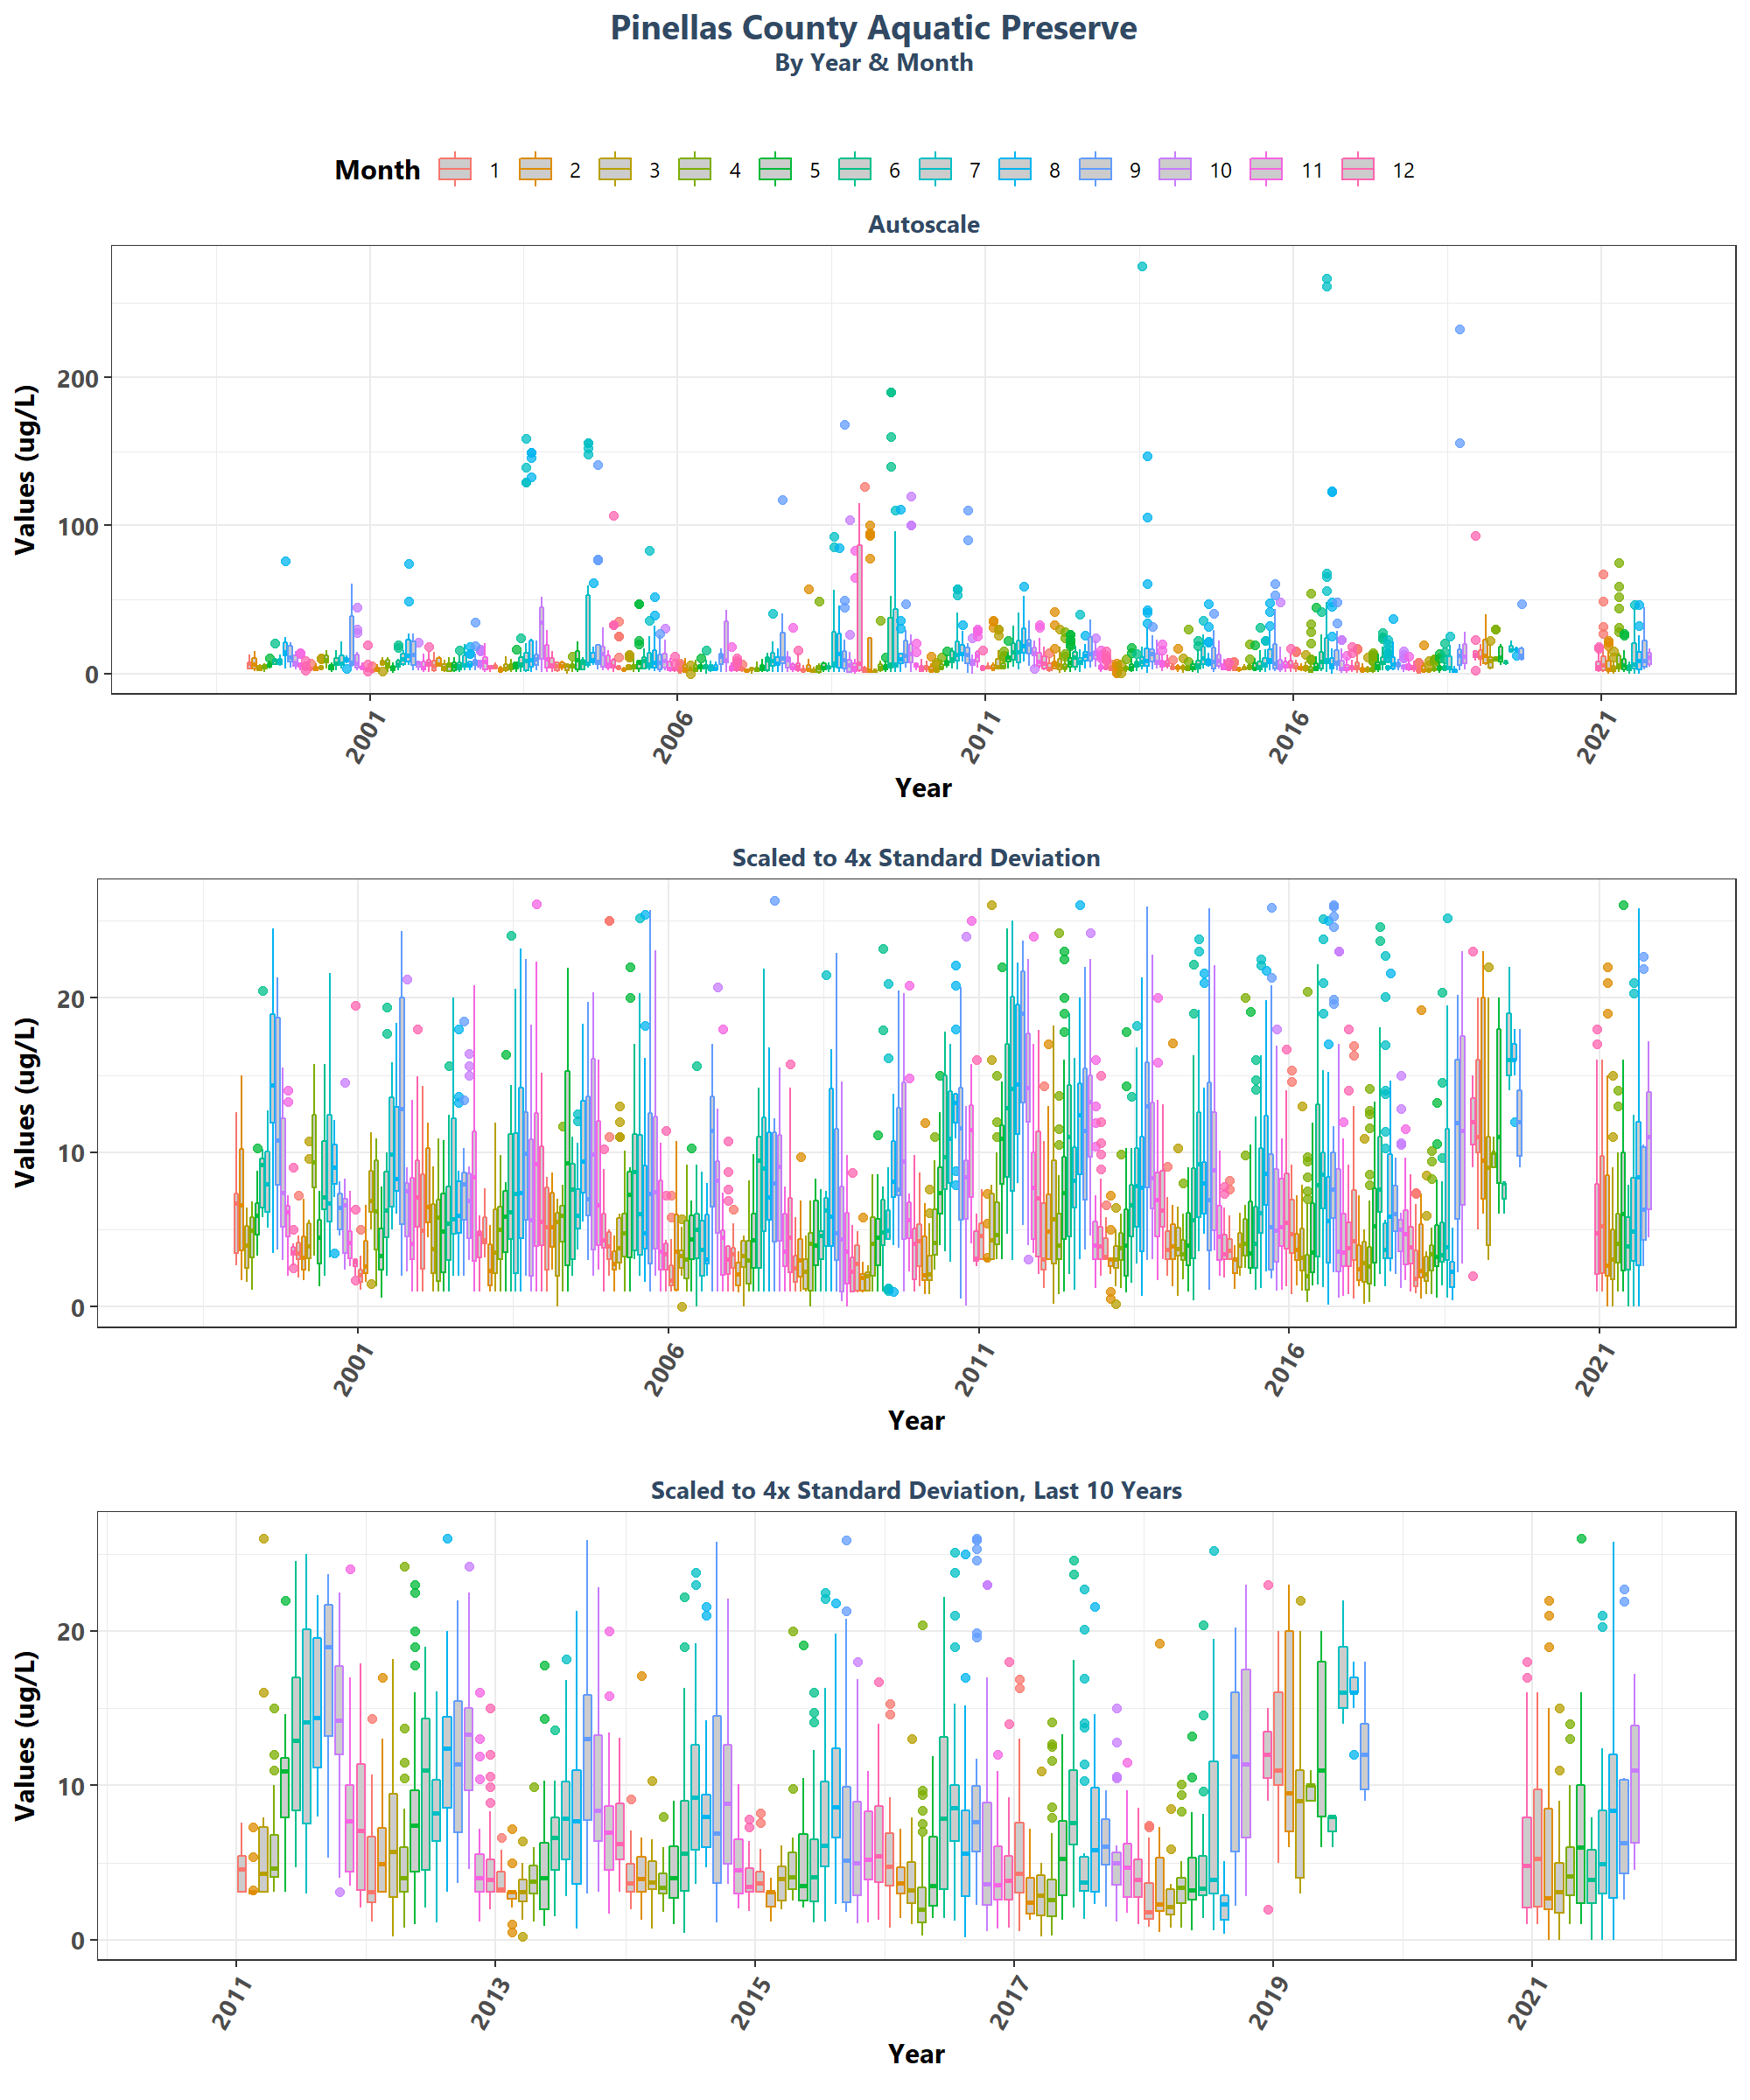 Pinellas County Aquatic Preserve
By Year & Month
Month 1 2 3 4 5 6 7 8 9 10 11 12
Autoscale
Values (ug/L)
200
100
0
2001 2006 2011 2016 2021
Year
Scaled to 4x Standard Deviation
Values (ug/L)
20
10
0
2001 2006 2011 2016 2021
Year
Scaled to 4x Standard Deviation, Last 10 Years
Values (ug/L)
20
10
0
2011 2013 2015 2017 2019 2021
Year